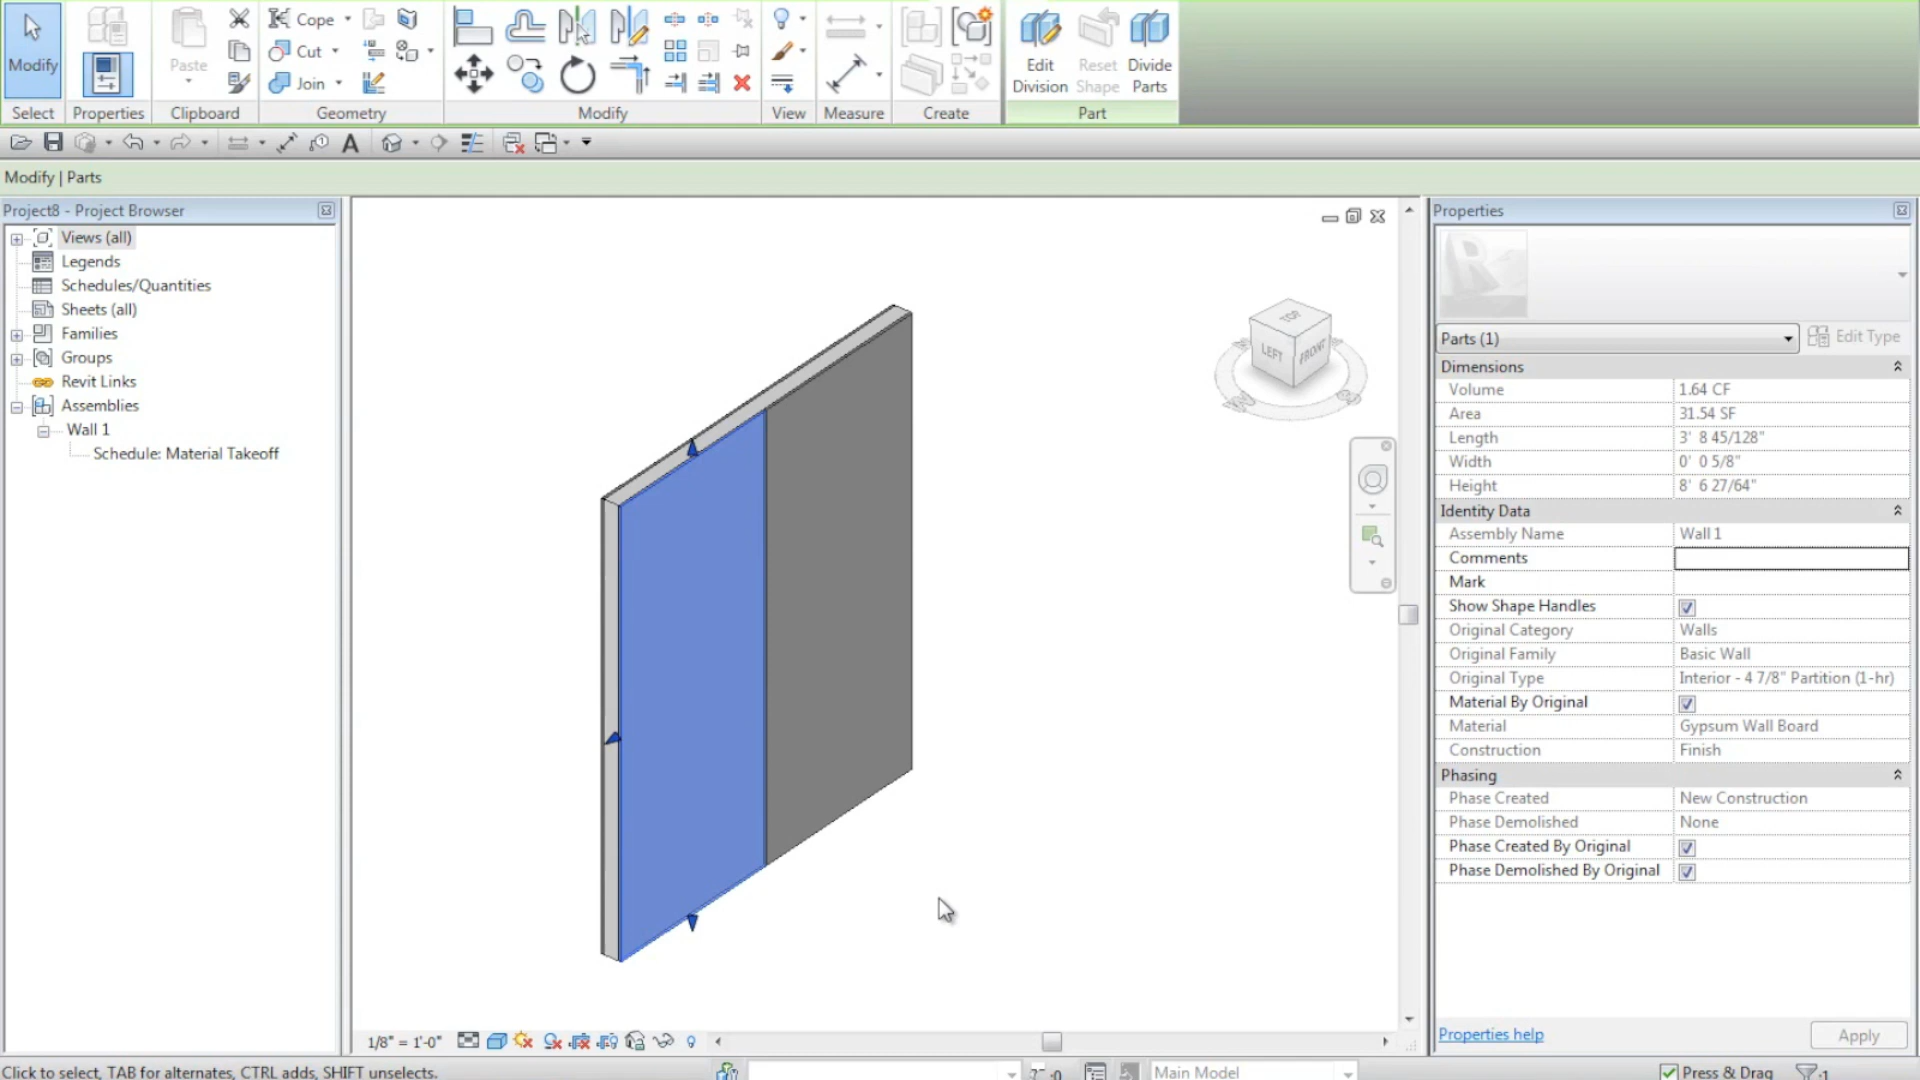 Modify
Paste
Cope
Cut
Join
Edit Division
Reset Shape
Divide Parts
Select
Properties
Clipboard
Geometry
Modify
View
Measure
Create
Part
A
Modify | Parts
Project8 - Project Browser
Views (all)
Legends
Schedules/Quantities
Sheets (all)
Families
Groups
Revit Links
Assemblies
Wall 1
Schedule: Material Takeoff
TOP
LEFT
FRONT
Properties
Parts (1)
Edit Type
Dimensions
Volume 1.64 CF
Area 31.54 SF
Length 3' 8 45/128"
Width 0' 0 5/8"
Height 8' 6 27/64"
Identity Data
Assembly Name Wall 1
Comments
Mark
Show Shape Handles
Original Category Walls
Original Family Basic Wall
Original Type Interior - 4 7/8" Partition (1-hr)
Material By Original
Material Gypsum Wall Board
Construction Finish
Phasing
Phase Created New Construction
Phase Demolished None
Phase Created By Original
Phase Demolished By Original
Properties help
Apply
1/8" = 1'-0"
Click to select, TAB for alternates, CTRL adds, SHIFT unselects.
:0
Main Model
Press & Drag
:1